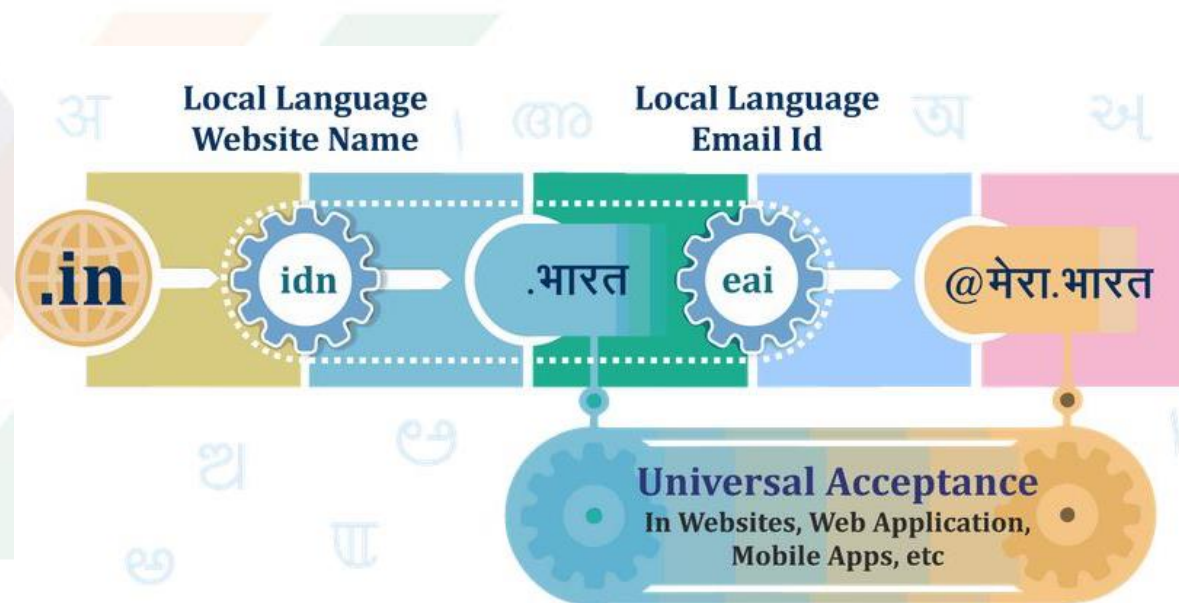 Local Language
Website Name
Local Language
Email Id
अ
।
അ
অ
અ
.in
idn
.भारत
eai
@मेरा.भारत
Universal Acceptance
In Websites, Web Application,
Mobile Apps, etc